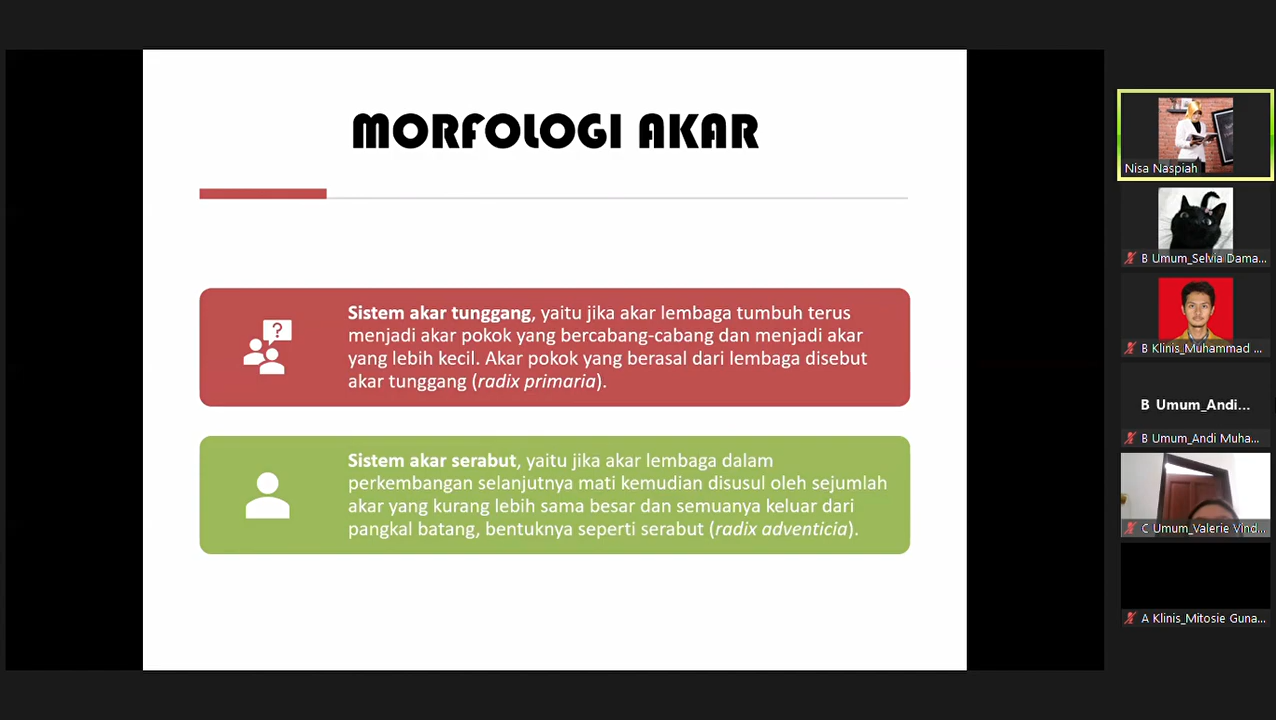 MORFOLOGI AKAR
Sistem akar tunggang, yaitu jika akar lembaga tumbuh terus
menjadi akar pokok yang bercabang-cabang dan menjadi akar
yang lebih kecil. Akar pokok yang berasal dari lembaga disebut
akar tunggang (radix primaria).
Sistem akar serabut, yaitu jika akar lembaga dalam
perkembangan selanjutnya mati kemudian disusul oleh sejumlah
akar yang kurang lebih sama besar dan semuanya keluar dari
pangkal batang, bentuknya seperti serabut (radix adventicia).
?
Nisa Naspiah
B Umum_Selvia Dama...
B Klinis_Muhammad ...
B Umum_Andi...
B Umum_Andi Muha...
C Umum_Valerie Vind...
A Klinis_Mitosie Guna...